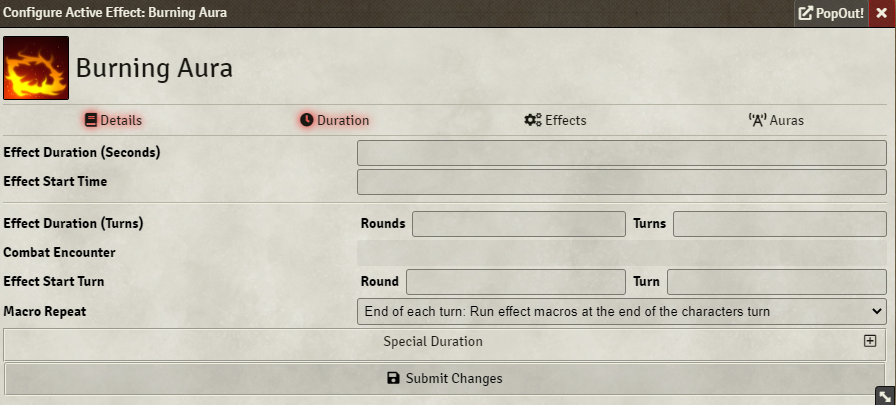 Configure Active Effect: Burning Aura PopOut!
Burning Aura
Details Duration Effects Auras
Effect Duration (Seconds)
Effect Start Time
Effect Duration (Turns) Rounds Turns
Combat Encounter
Effect Start Turn Round Turn
Macro Repeat End of each turn: Run effect macros at the end of the characters turn
Special Duration
Submit Changes